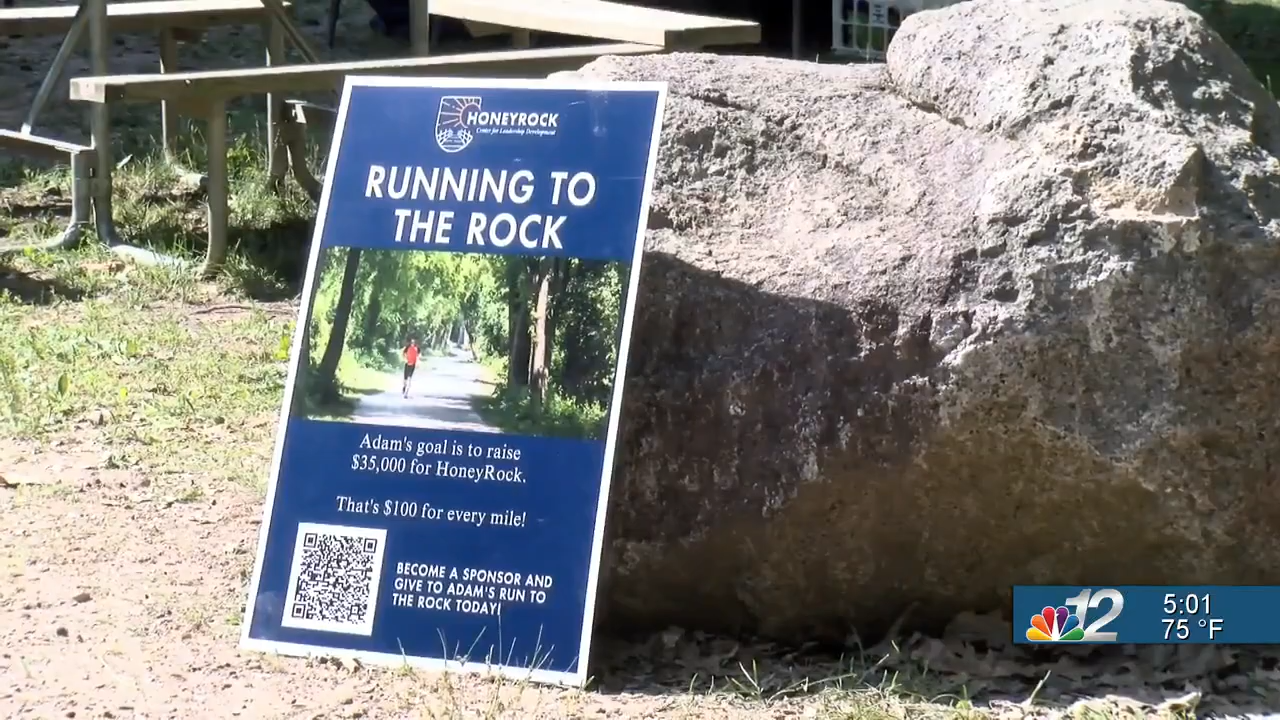 HONEYROCK
Center for Leadership Development
RUNNING TO
THE ROCK
Adam's goal is to raise
$35,000 for HoneyRock.
That's $100 for every mile!
BECOME A SPONSOR AND
GIVE TO ADAM'S RUN TO
THE ROCK TODAY!
12
5:01
75 °F